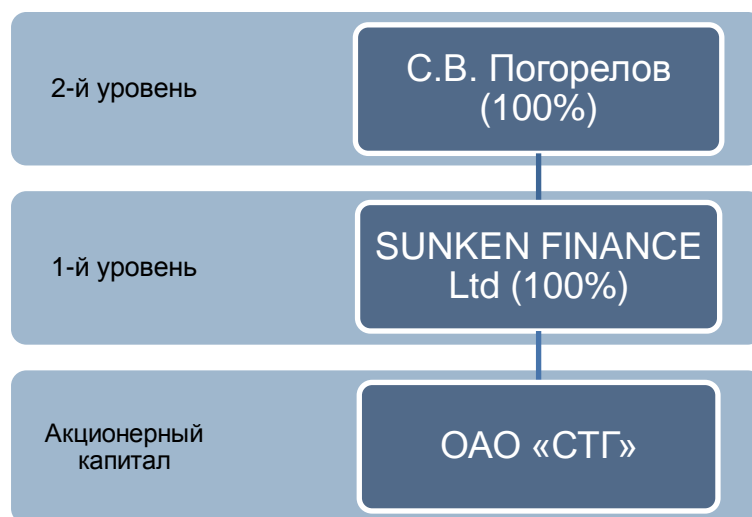 2-й уровень
С.В. Погорелов
(100%)
1-й уровень
SUNKEN FINANCE
Ltd (100%)
Акционерный
капитал
ОАО «СТГ»